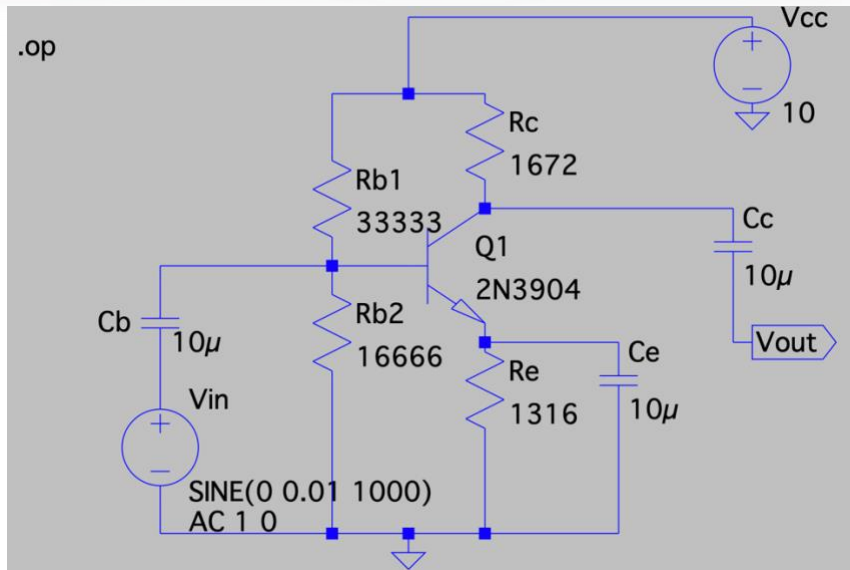 .op
Vcc
10
Rc
1672
Rb1
33333
Q1
2N3904
Cc
10µ
Cb
10µ
Rb2
16666
Vout
Ce
10µ
Re
1316
Vin
SINE(0 0.01 1000)
AC 1 0